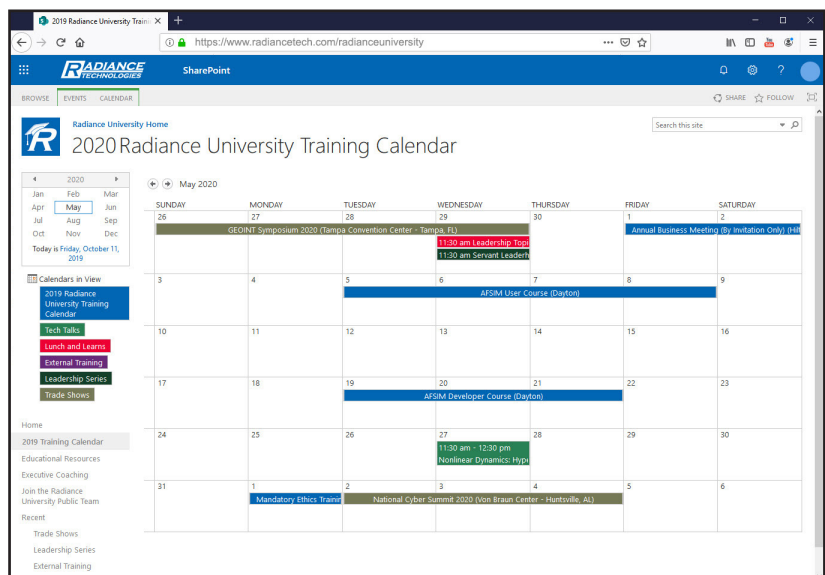 2019 Radiance University Traini
https://www.radiancetech.com/radianceuniversity
RADIANCE
TECHNOLOGIES
SharePoint
BROWSE EVENTS CALENDAR
SHARE FOLLOW
Radiance University Home
2020 Radiance University Training Calendar
Search this site
2020
Jan Feb Mar
Apr May Jun
Jul Aug Sep
Oct Nov Dec
Today is Friday, October 11,
2019
Calendars in View
2019 Radiance
University Training
Calendar
Tech Talks
Lunch and Learns
External Training
Leadership Series
Trade Shows
Home
2019 Training Calendar
Educational Resources
Executive Coaching
Join the Radiance
University Public Team
Recent
Trade Shows
Leadership Series
External Training
May 2020
SUNDAY MONDAY TUESDAY WEDNESDAY THURSDAY FRIDAY SATURDAY
26 27 28 29 30 1 2
GEOINT Symposium 2020 (Tampa Convention Center - Tampa, FL)
Annual Business Meeting (By Invitation Only) (Hilt
11:30 am Leadership Topi
11:30 am Servant Leaderh
3 4 5 6 7 8 9
AFSIM User Course (Dayton)
10 11 12 13 14 15 16
17 18 19 20 21 22 23
AFSIM Developer Course (Dayton)
24 25 26 27 28 29 30
11:30 am - 12:30 pm
Nonlinear Dynamics: Hype
31 1 2 3 4 5 6
Mandatory Ethics Trainin
National Cyber Summit 2020 (Von Braun Center - Huntsville, AL)